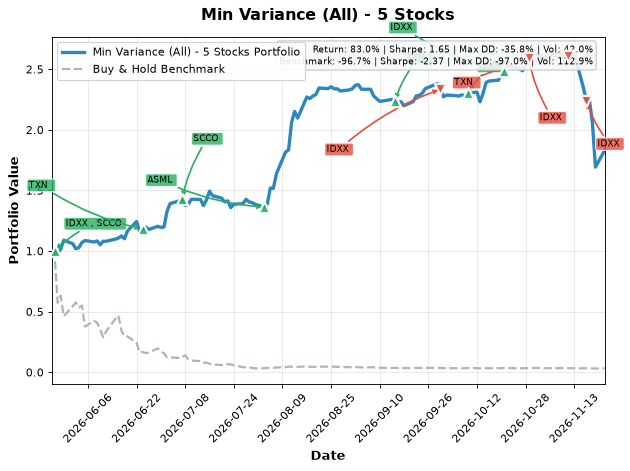 Min Variance (All) - 5 Stocks
IDXX
Min Variance (All) - 5 Stocks Portfolio
Buy & Hold Benchmark
Return: 83.0% | Sharpe: 1.65 | Max DD: -35.8% | Vol: 42.0%
Benchmark: -96.7% | Sharpe: -2.37 | Max DD: -97.0% | Vol: 112.9%
TXN
IDXX
SCCO
IDXX
IDXX
ASML
TXN
IDXX , SCCO
Portfolio Value
2.5
2.0
1.5
1.0
0.5
0.0
2026-06-06
2026-06-22
2026-07-08
2026-07-24
2026-08-09
2026-08-25
2026-09-10
2026-09-26
2026-10-12
2026-10-28
2026-11-13
Date